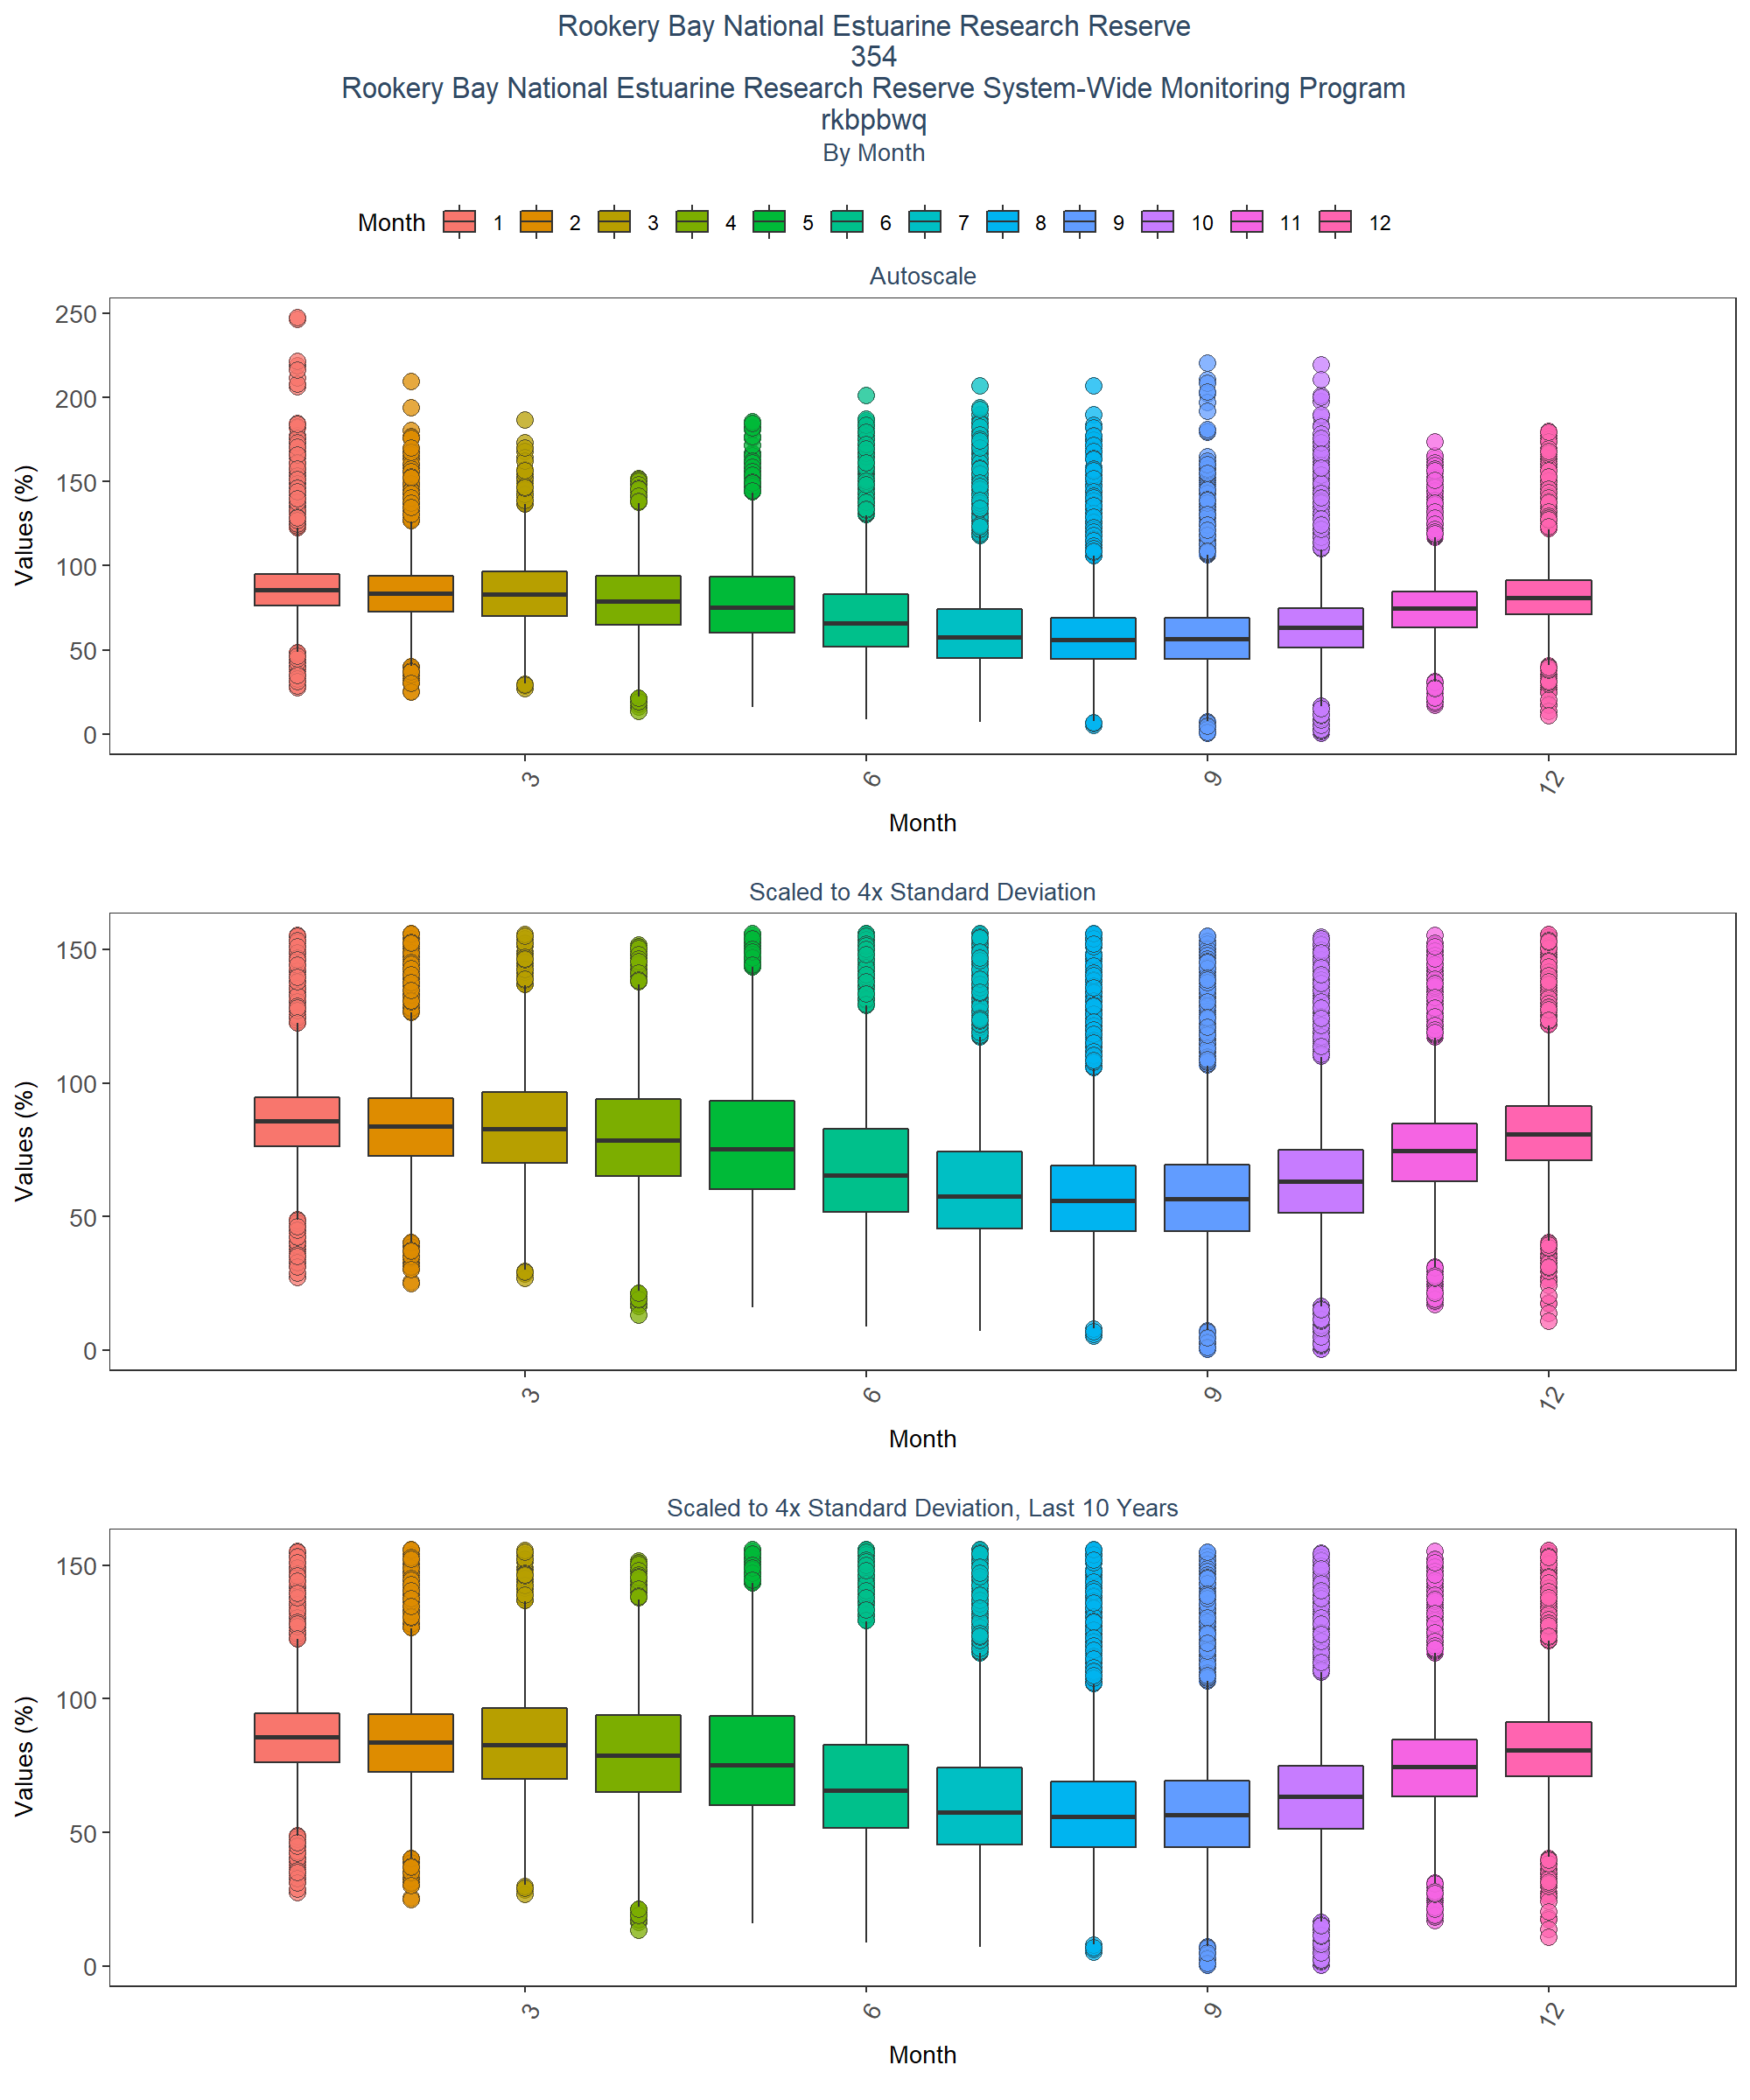 Rookery Bay National Estuarine Research Reserve
354
Rookery Bay National Estuarine Research Reserve System-Wide Monitoring Program
rkbpbwq
By Month
Month 1 2 3 4 5 6 7 8 9 10 11 12
Autoscale
Values (%)
250
200
150
100
50
0
3 6 9 12
Month
Scaled to 4x Standard Deviation
Values (%)
150
100
50
0
3 6 9 12
Month
Scaled to 4x Standard Deviation, Last 10 Years
Values (%)
150
100
50
0
3 6 9 12
Month